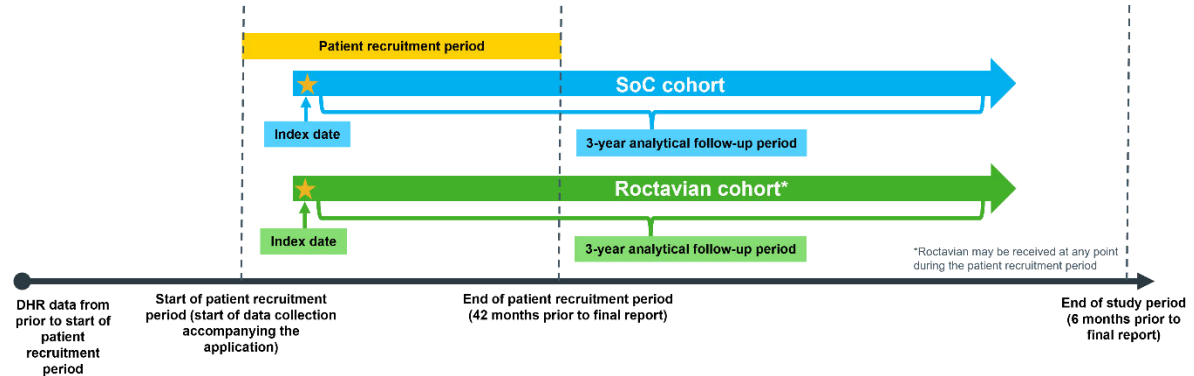 Patient recruitment period
SoC cohort
Index date
3-year analytical follow-up period
Roctavian cohort*
Index date
3-year analytical follow-up period
*Roctavian may be received at any point
during the patient recruitment period
DHR data from
prior to start of
patient
recruitment
period
Start of patient recruitment
period (start of data collection
accompanying the
application)
End of patient recruitment period
(42 months prior to final report)
End of study period
(6 months prior to
final report)